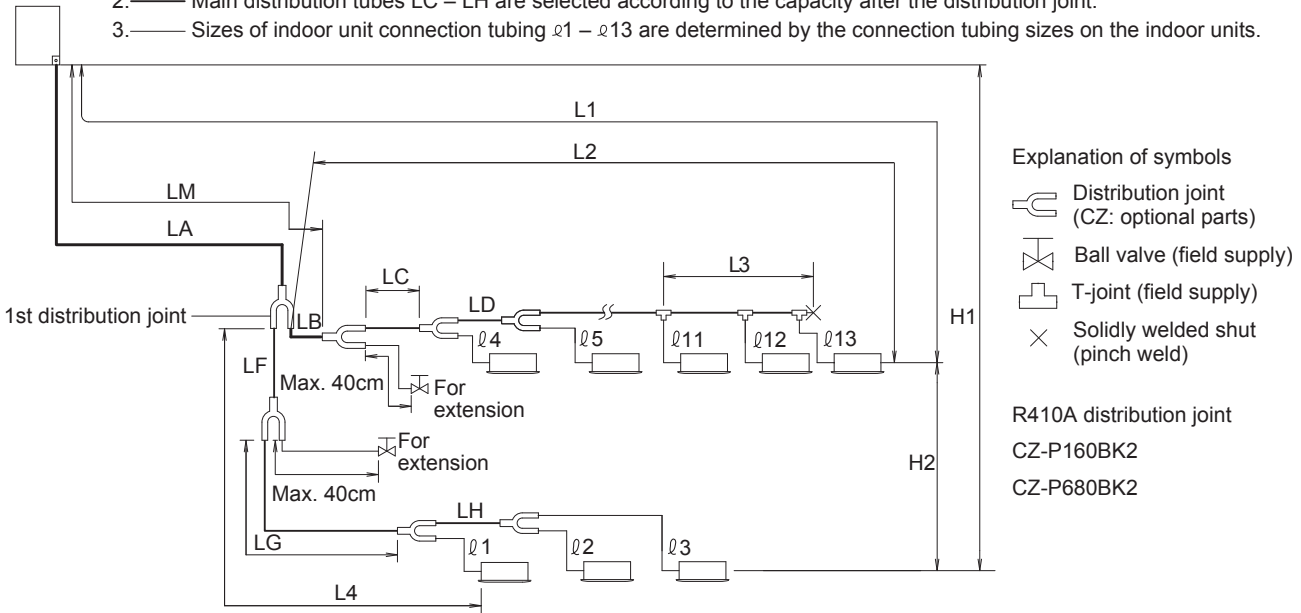 2. Main distribution tubes LC – LH are selected according to the capacity after the distribution joint.
3. Sizes of indoor unit connection tubing ℓ1 – ℓ13 are determined by the connection tubing sizes on the indoor units.
L1
L2
LM
LA
LC
L3
LD
1st distribution joint
LB
ℓ4
ℓ5
ℓ11
ℓ12
ℓ13
H1
LF
Max. 40cm
For
extension
For
extension
Max. 40cm
H2
LH
LG
ℓ1
ℓ2
ℓ3
L4
Explanation of symbols
Distribution joint
(CZ: optional parts)
Ball valve (field supply)
T-joint (field supply)
Solidly welded shut
(pinch weld)
R410A distribution joint
CZ-P160BK2
CZ-P680BK2